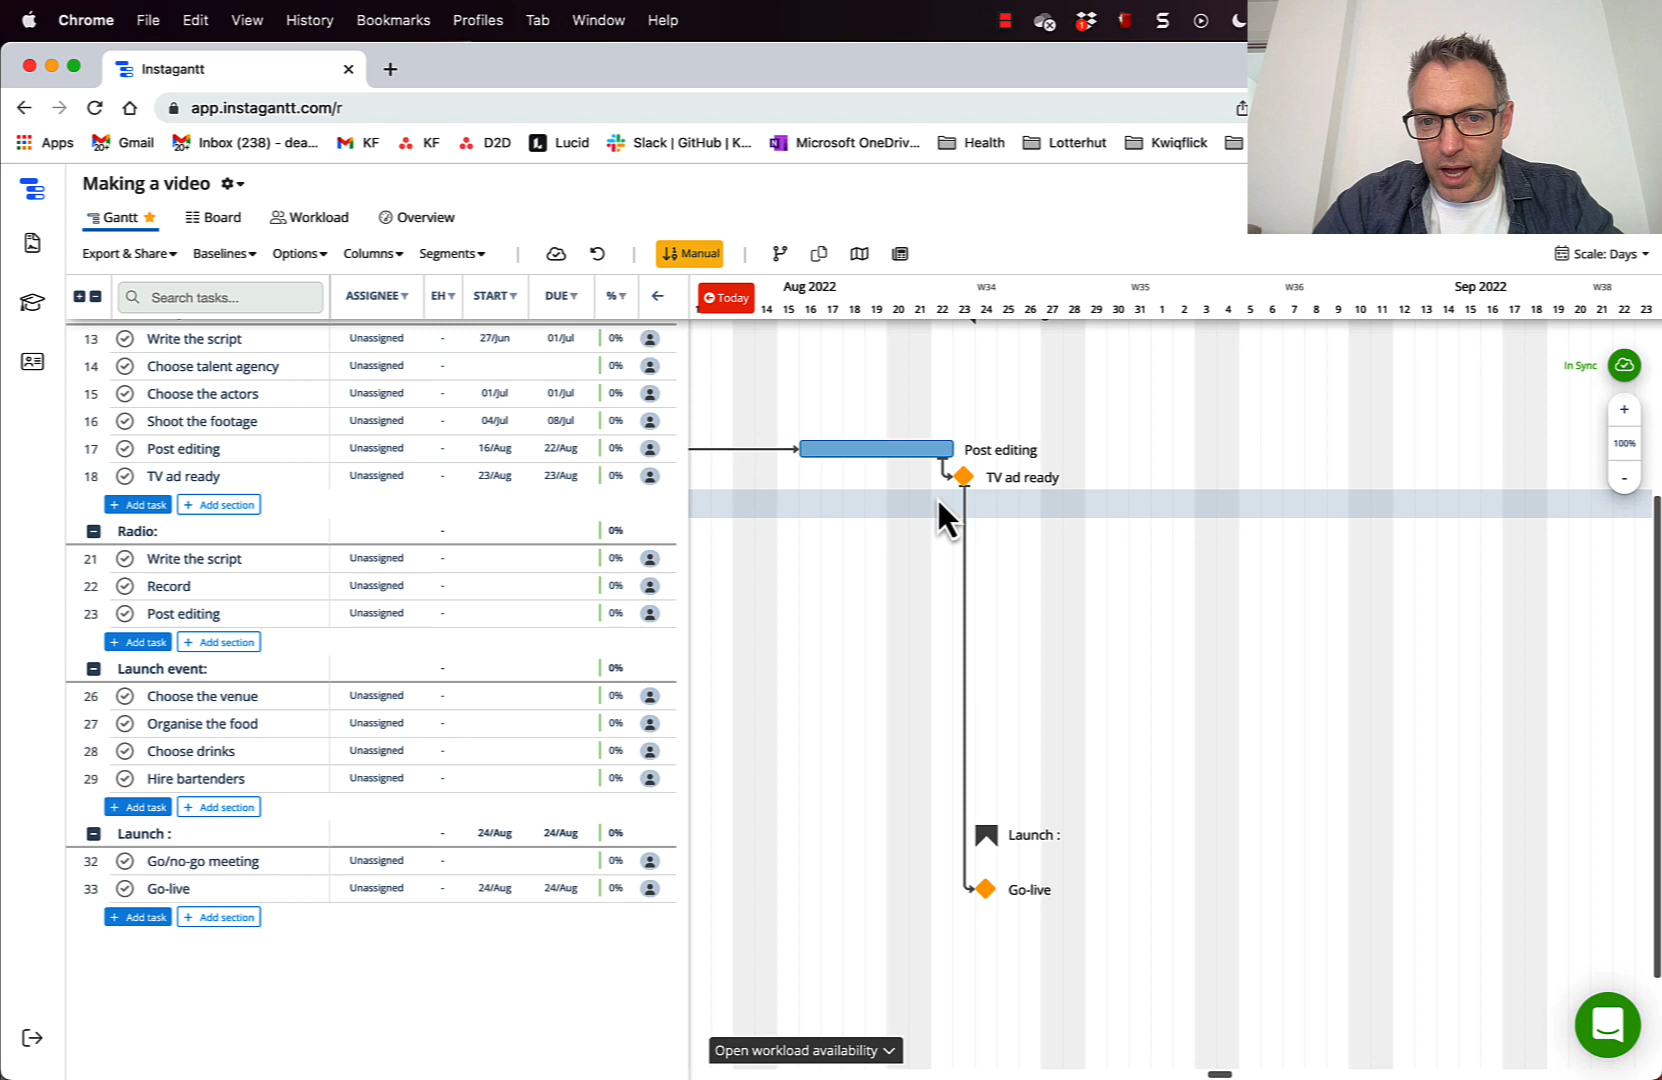 Chrome File Edit View History Bookmarks Profiles Tab Window Help
Instagantt
app.instagantt.com/r
Apps Gmail Inbox (238) - dea... KF KF D2D Lucid Slack | GitHub | K... Microsoft OneDriv... Health Lotterhut Kwiqflick
Making a video
Gantt Board Workload Overview
Export & Share Baselines Options Columns Segments Manual Scale: Days
Search tasks... ASSIGNEE EH START DUE %
Today
Aug 2022 W34 W35 W36 Sep 2022 W38
14 15 16 17 18 19 20 21 22 23 24 25 26 27 28 29 30 31 1 2 3 4 5 6 7 8 9 10 11 12 13 14 15 16 17 18 19 20 21 22 23
13 Write the script Unassigned - 27/Jun 01/Jul 0%
14 Choose talent agency Unassigned - 0%
In Sync
15 Choose the actors Unassigned - 01/Jul 01/Jul 0%
16 Shoot the footage Unassigned - 04/Jul 08/Jul 0%
100%
17 Post editing Unassigned - 16/Aug 22/Aug 0% Post editing
18 TV ad ready Unassigned - 23/Aug 23/Aug 0% TV ad ready
+ Add task + Add section
Radio: - 0%
21 Write the script Unassigned - 0%
22 Record Unassigned - 0%
23 Post editing Unassigned - 0%
+ Add task + Add section
Launch event: - 0%
26 Choose the venue Unassigned - 0%
27 Organise the food Unassigned - 0%
28 Choose drinks Unassigned - 0%
29 Hire bartenders Unassigned - 0%
+ Add task + Add section
Launch : - 24/Aug 24/Aug 0% Launch :
32 Go/no-go meeting Unassigned - 0%
33 Go-live Unassigned - 24/Aug 24/Aug 0% Go-live
+ Add task + Add section
Open workload availability